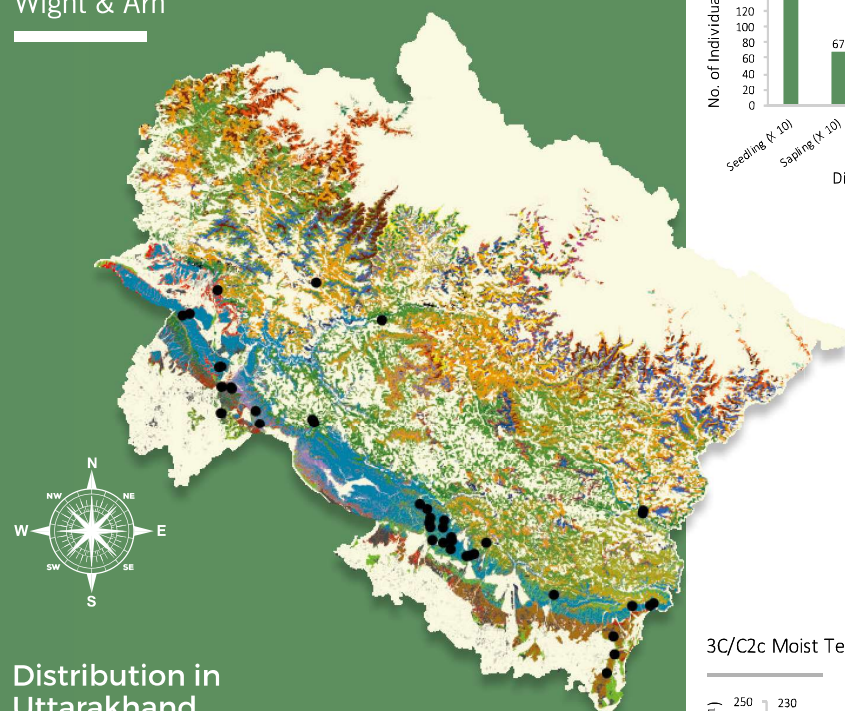 Wight & Arn
Distribution in
Uttarakhand
N
NE
E
SE
S
SW
W
NW
No. of Individua
120
100
80
60
40
20
0
67
Seedling (X 10)
Sapling (X 10)
Di
3C/C2c Moist Te
250
230